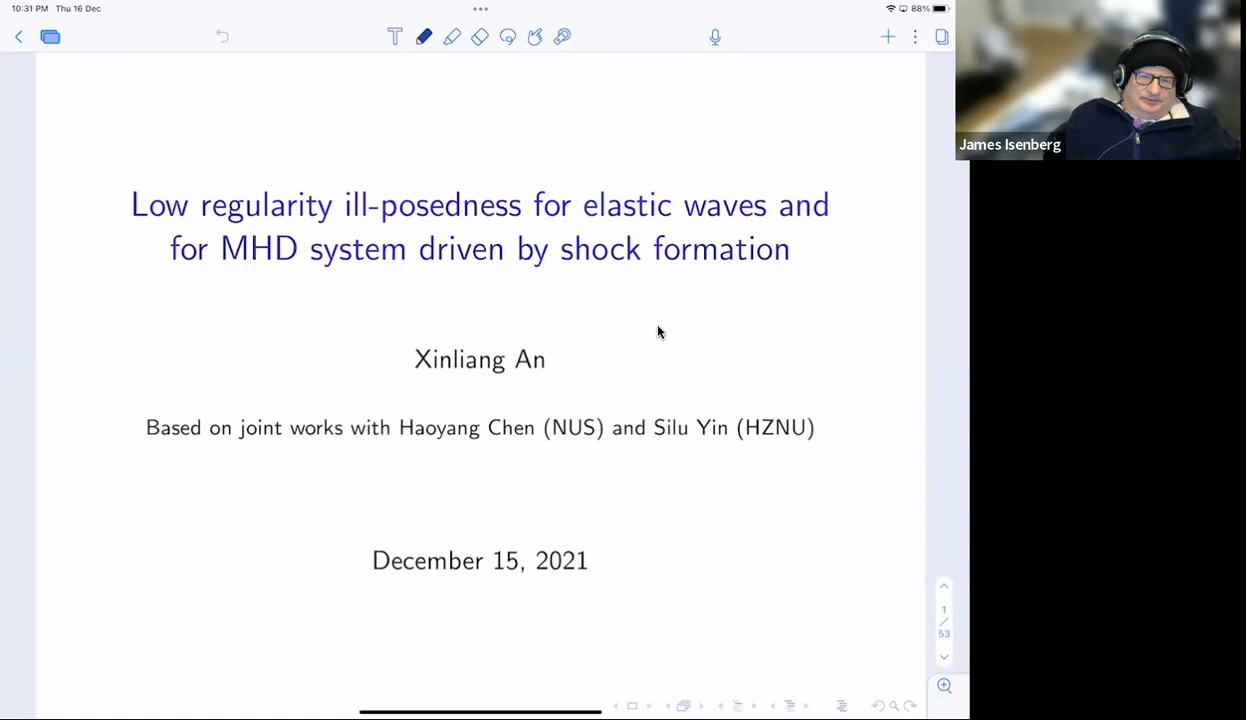 10:31 PM Thu 16 Dec
88%
T
James Isenberg
Low regularity ill-posedness for elastic waves and
for MHD system driven by shock formation
Xinliang An
Based on joint works with Haoyang Chen (NUS) and Silu Yin (HZNU)
December 15, 2021
1
/
53